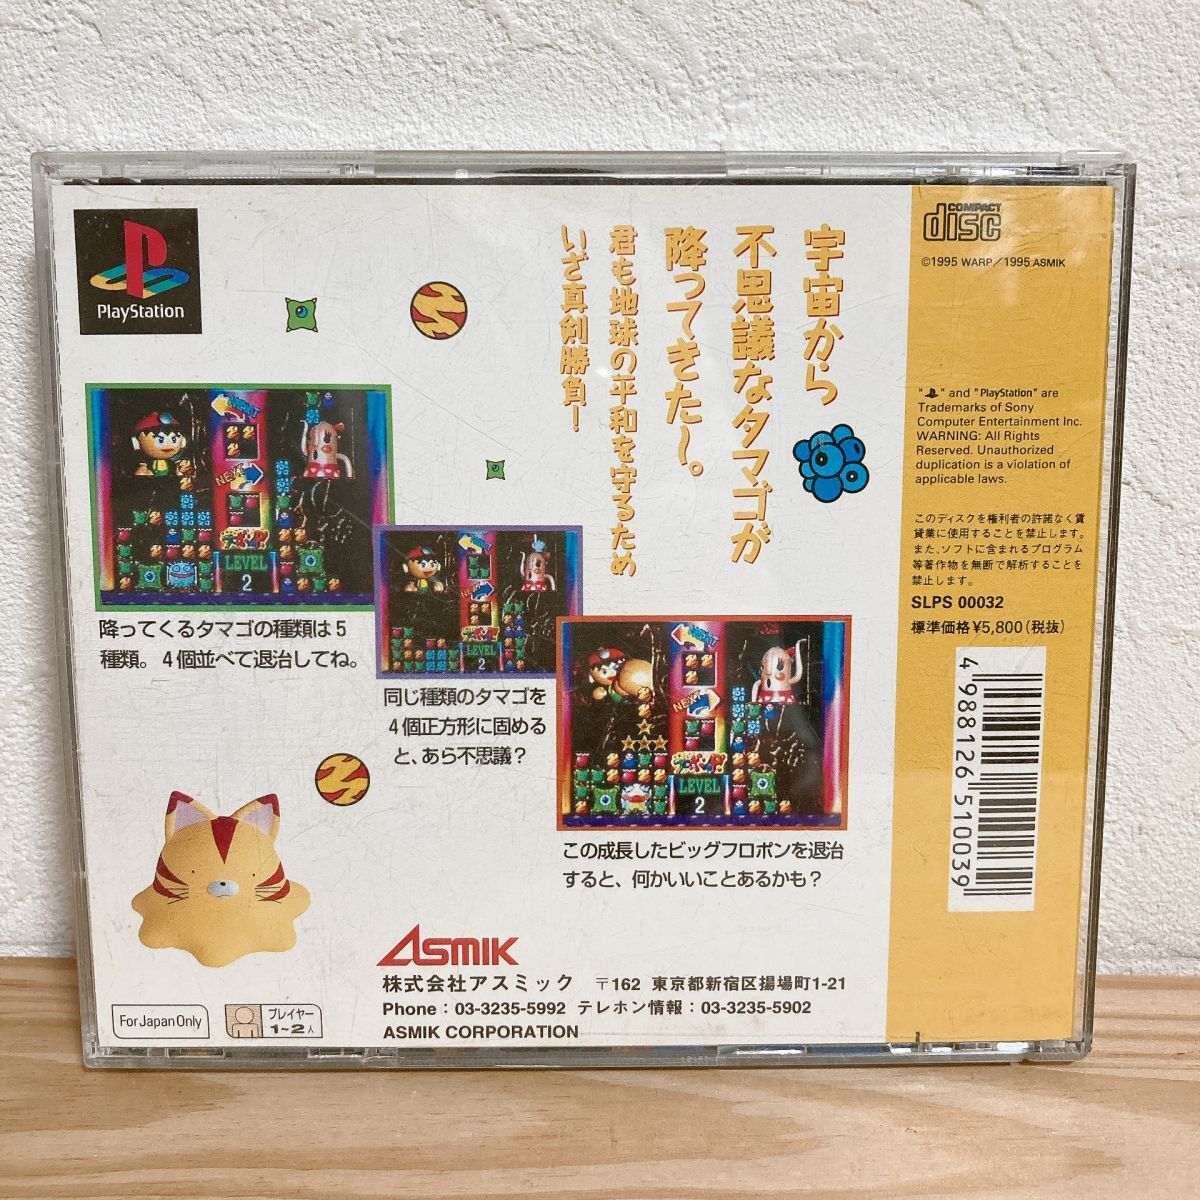 PlayStation
宇宙から
不思議なタマゴが
降ってきた〜。
君も地球の平和を守るため
いざ真剣勝負！
COMPACT
disc
©1995 WARP／1995 ASMIK
" " and "PlayStation" are
Trademarks of Sony
Computer Entertainment Inc.
WARNING: All Rights
Reserved. Unauthorized
duplication is a violation of
applicable laws.
このディスクを権利者の許諾なく賃
貸業に使用することを禁止します。
また、ソフトに含まれるプログラム
等著作物を無断で解析することを
禁止します。
SLPS 00032
標準価格¥5,800(税抜)
4988126510039
NEXT
NEXT
LEVEL
2
降ってくるタマゴの種類は5
種類。4個並べて退治してね。
NEXT
NEXT
LEVEL
2
同じ種類のタマゴを
4個正方形に固める
と、あら不思議？
NEXT
NEXT
LEVEL
2
この成長したビッグフロポンを退治
すると、何かいいことあるかも？
ASMIK
株式会社アスミック 〒162 東京都新宿区揚場町1-21
Phone : 03-3235-5992 テレホン情報 : 03-3235-5902
ASMIK CORPORATION
For Japan Only
プレイヤー
1~2人